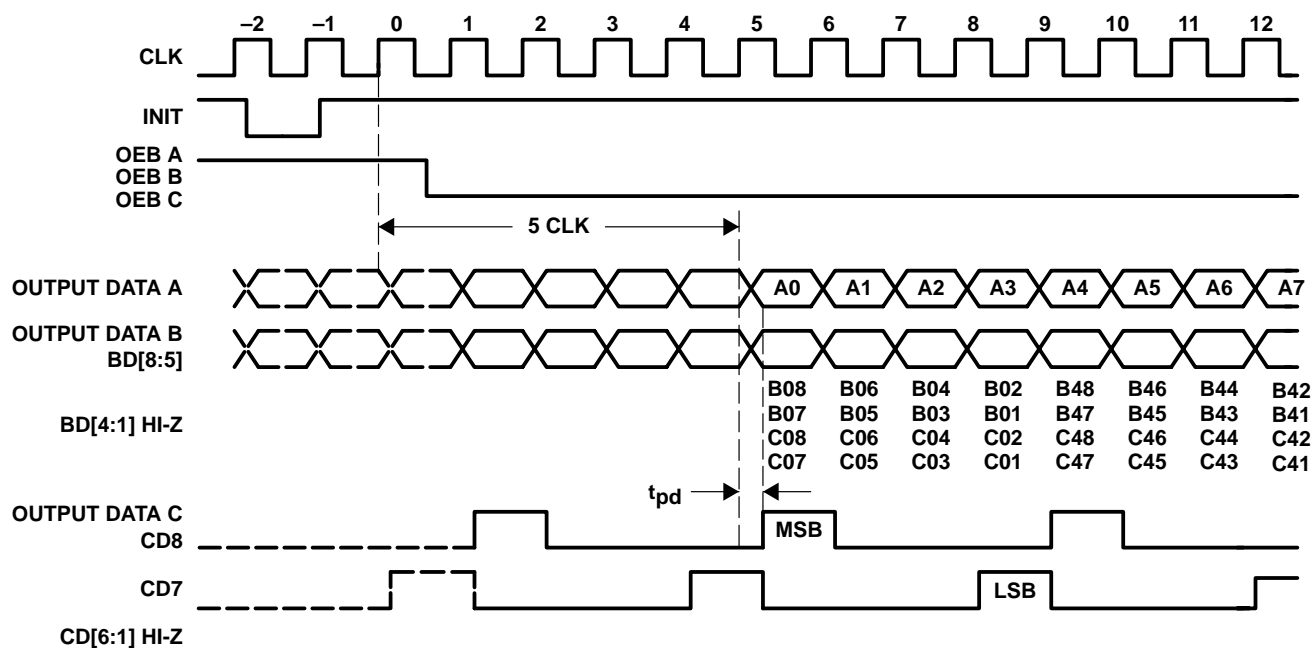 –2 –1 0 1 2 3 4 5 6 7 8 9 10 11 12
CLK
INIT
OEB A
OEB B
OEB C
5 CLK
OUTPUT DATA A A0 A1 A2 A3 A4 A5 A6 A7
OUTPUT DATA B
BD[8:5]
B08 B06 B04 B02 B48 B46 B44 B42
BD[4:1] HI-Z B07 B05 B03 B01 B47 B45 B43 B41
C08 C06 C04 C02 C48 C46 C44 C42
C07 C05 C03 C01 C47 C45 C43 C41
tpd
OUTPUT DATA C
CD8 MSB
CD7 LSB
CD[6:1] HI-Z